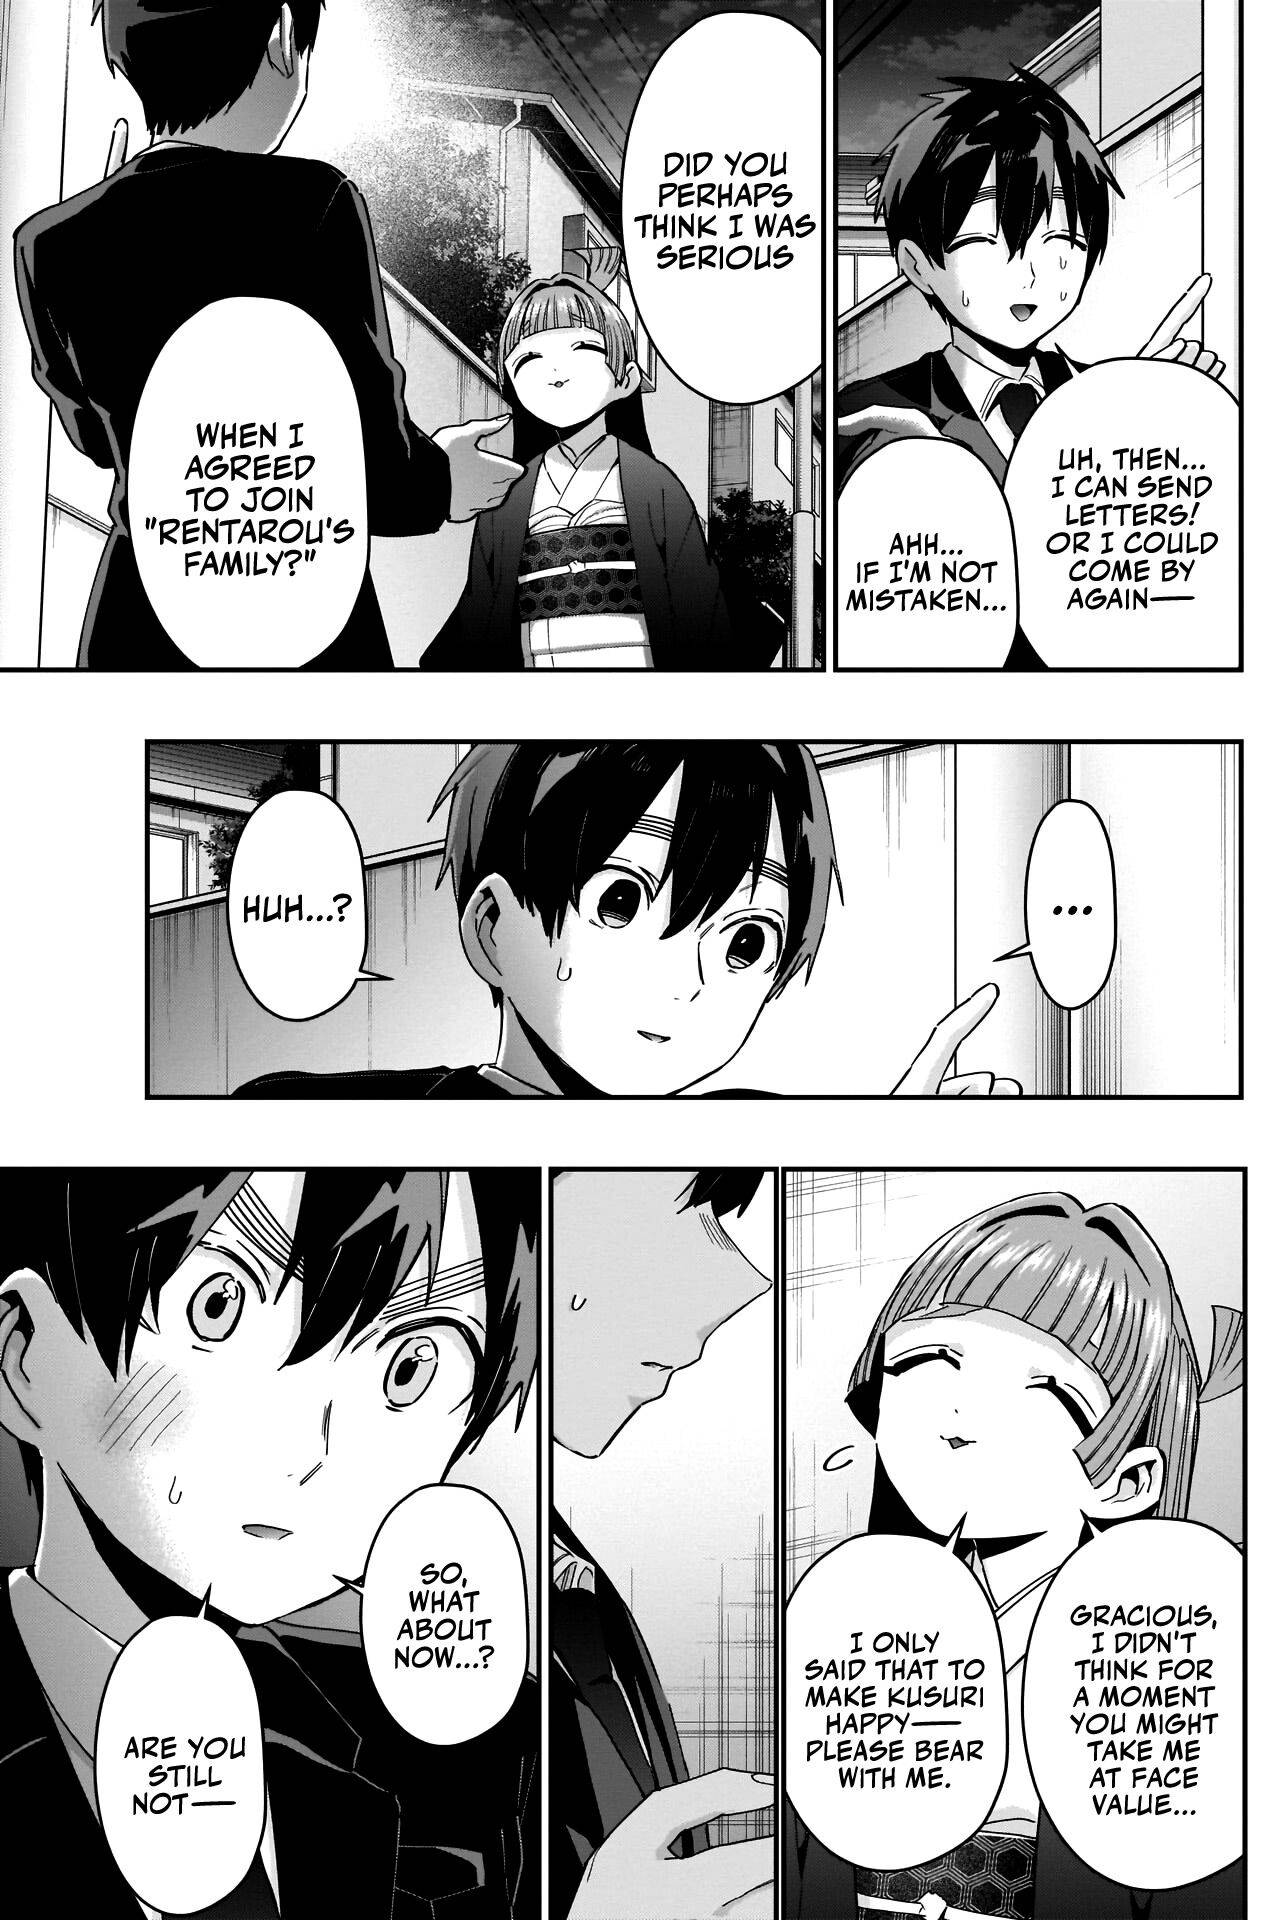 UH, THEN...
I CAN SEND
LETTERS!
OR I COULD
COME BY
AGAIN—
AHH...
IF I'M NOT
MISTAKEN...
DID YOU
PERHAPS
THINK I WAS
SERIOUS
WHEN I
AGREED
TO JOIN
"RENTAROU'S
FAMILY?"
...
HUH...?
GRACIOUS,
I DIDN'T
THINK FOR
A MOMENT
YOU MIGHT
TAKE ME
AT FACE
VALUE...
I ONLY
SAID THAT TO
MAKE KUSURI
HAPPY—
PLEASE BEAR
WITH ME.
SO,
WHAT
ABOUT
NOW...?
ARE YOU
STILL
NOT—